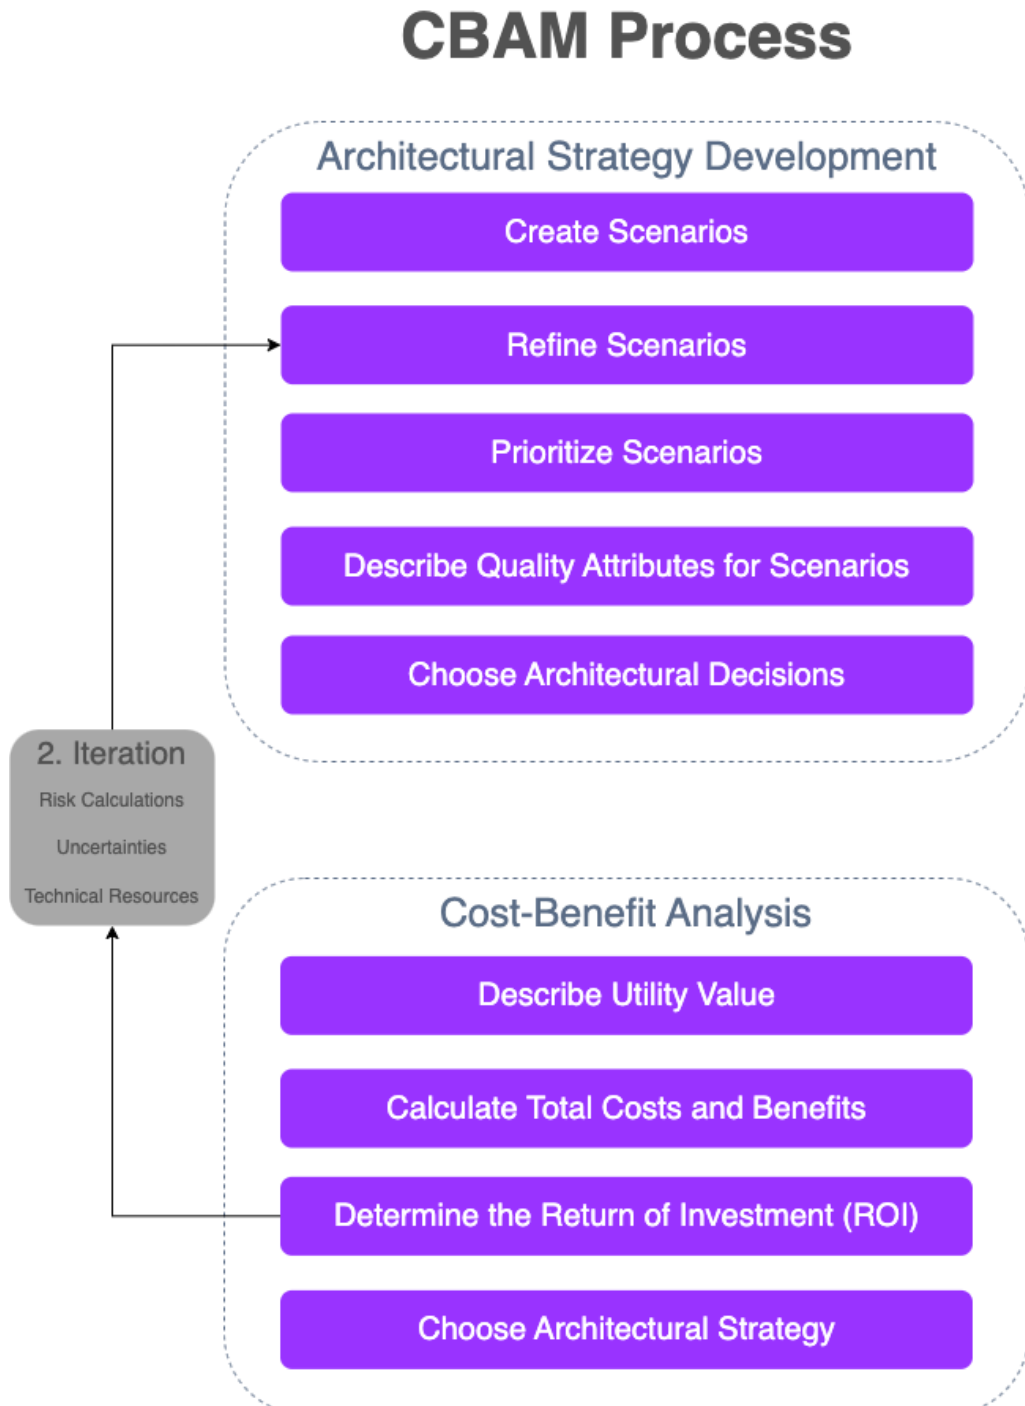 CBAM Process
Architectural Strategy Development
Create Scenarios
Refine Scenarios
Prioritize Scenarios
Describe Quality Attributes for Scenarios
Choose Architectural Decisions
2. Iteration
Risk Calculations
Uncertainties
Technical Resources
Cost-Benefit Analysis
Describe Utility Value
Calculate Total Costs and Benefits
Determine the Return of Investment (ROI)
Choose Architectural Strategy